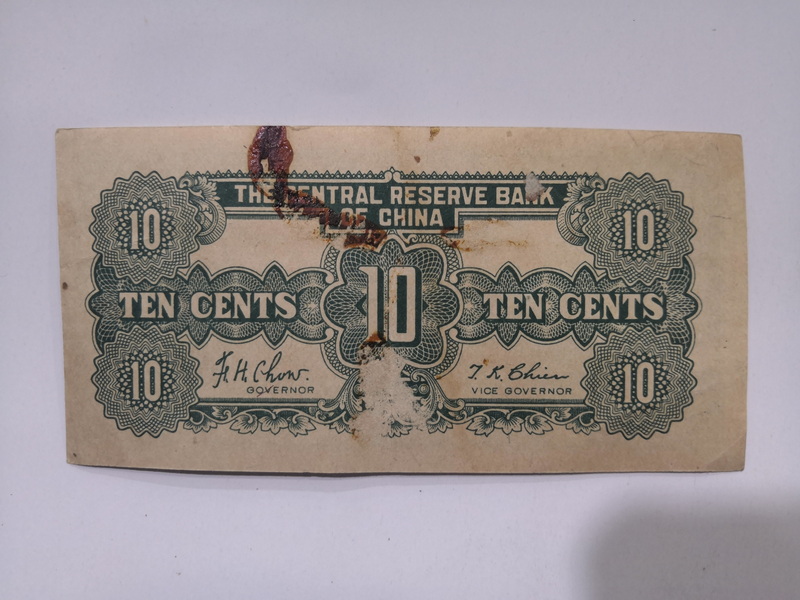 THE CENTRAL RESERVE BANK
OF CHINA
10 10
TEN CENTS 10 TEN CENTS
F. H. Chow T. K. Chien
GOVERNOR VICE GOVERNOR
10 10